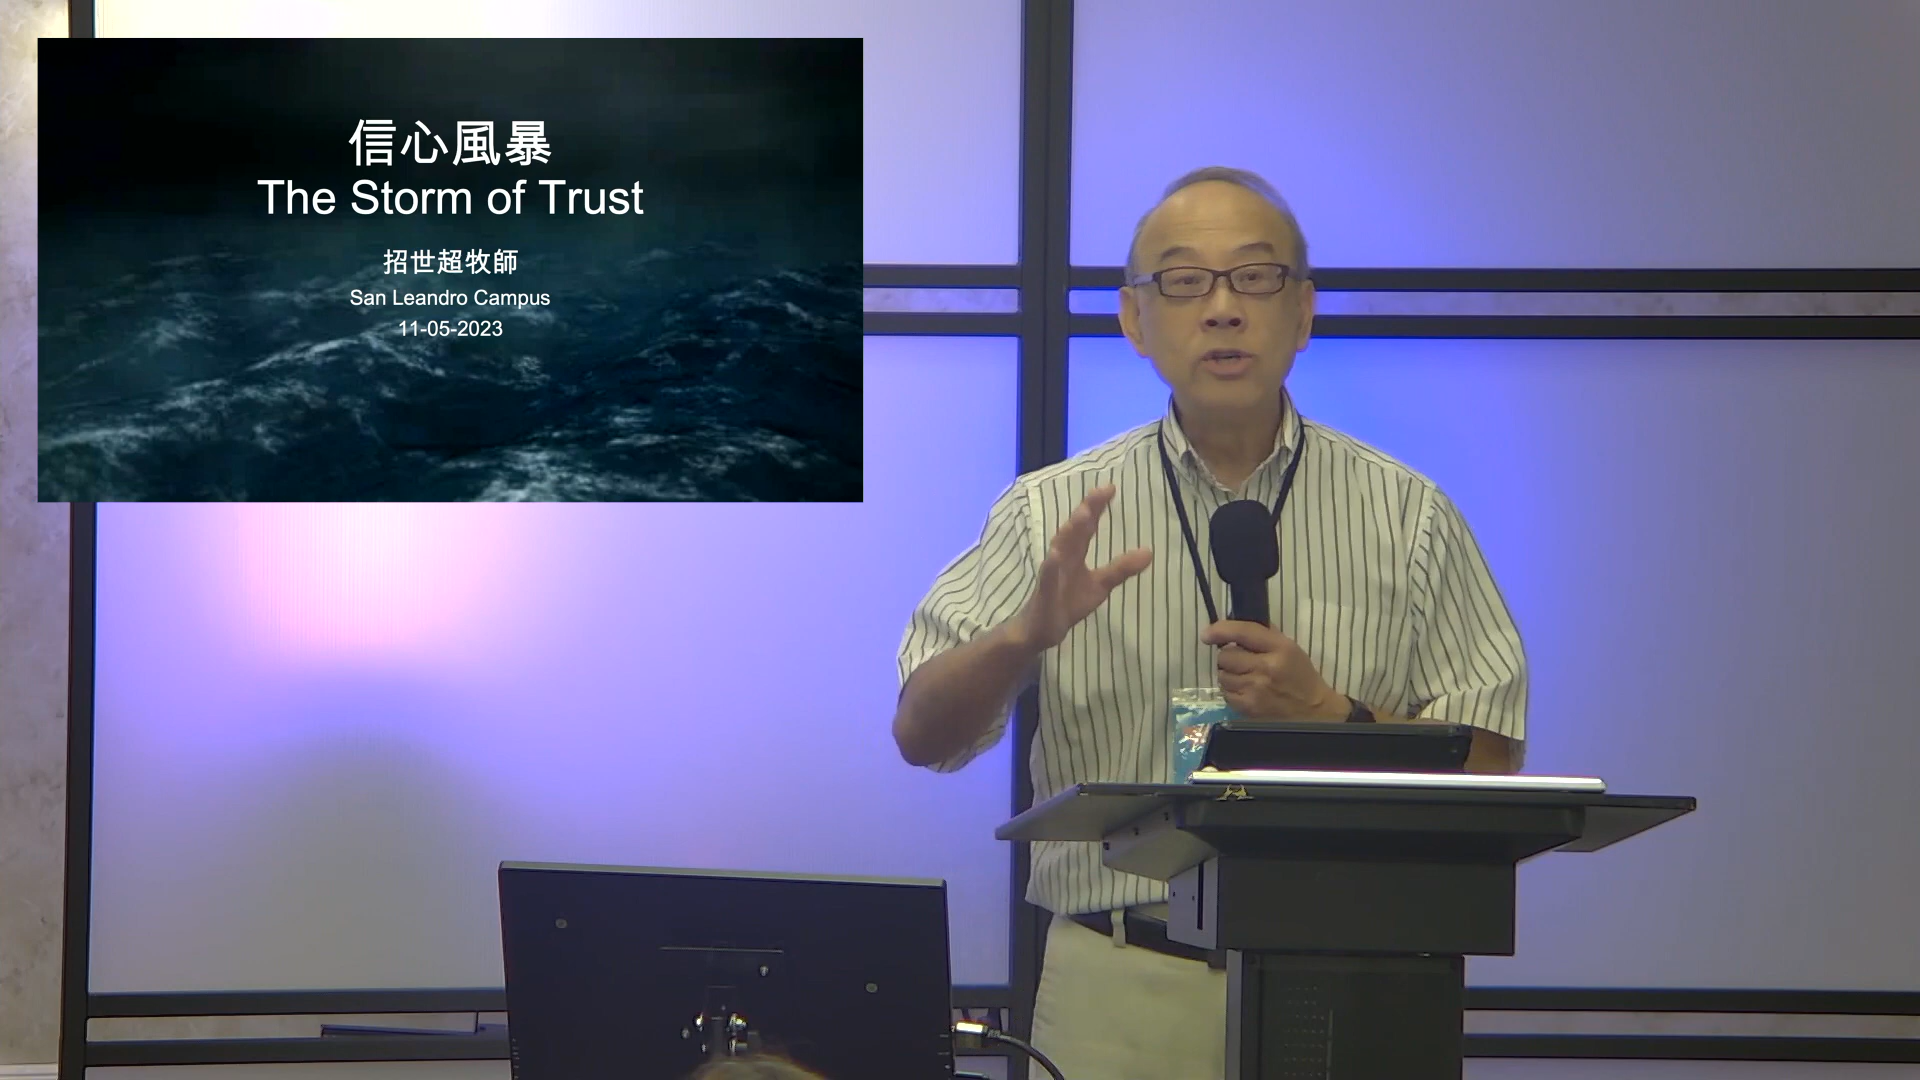 信心風暴
The Storm of Trust
招世超牧師
San Leandro Campus
11-05-2023